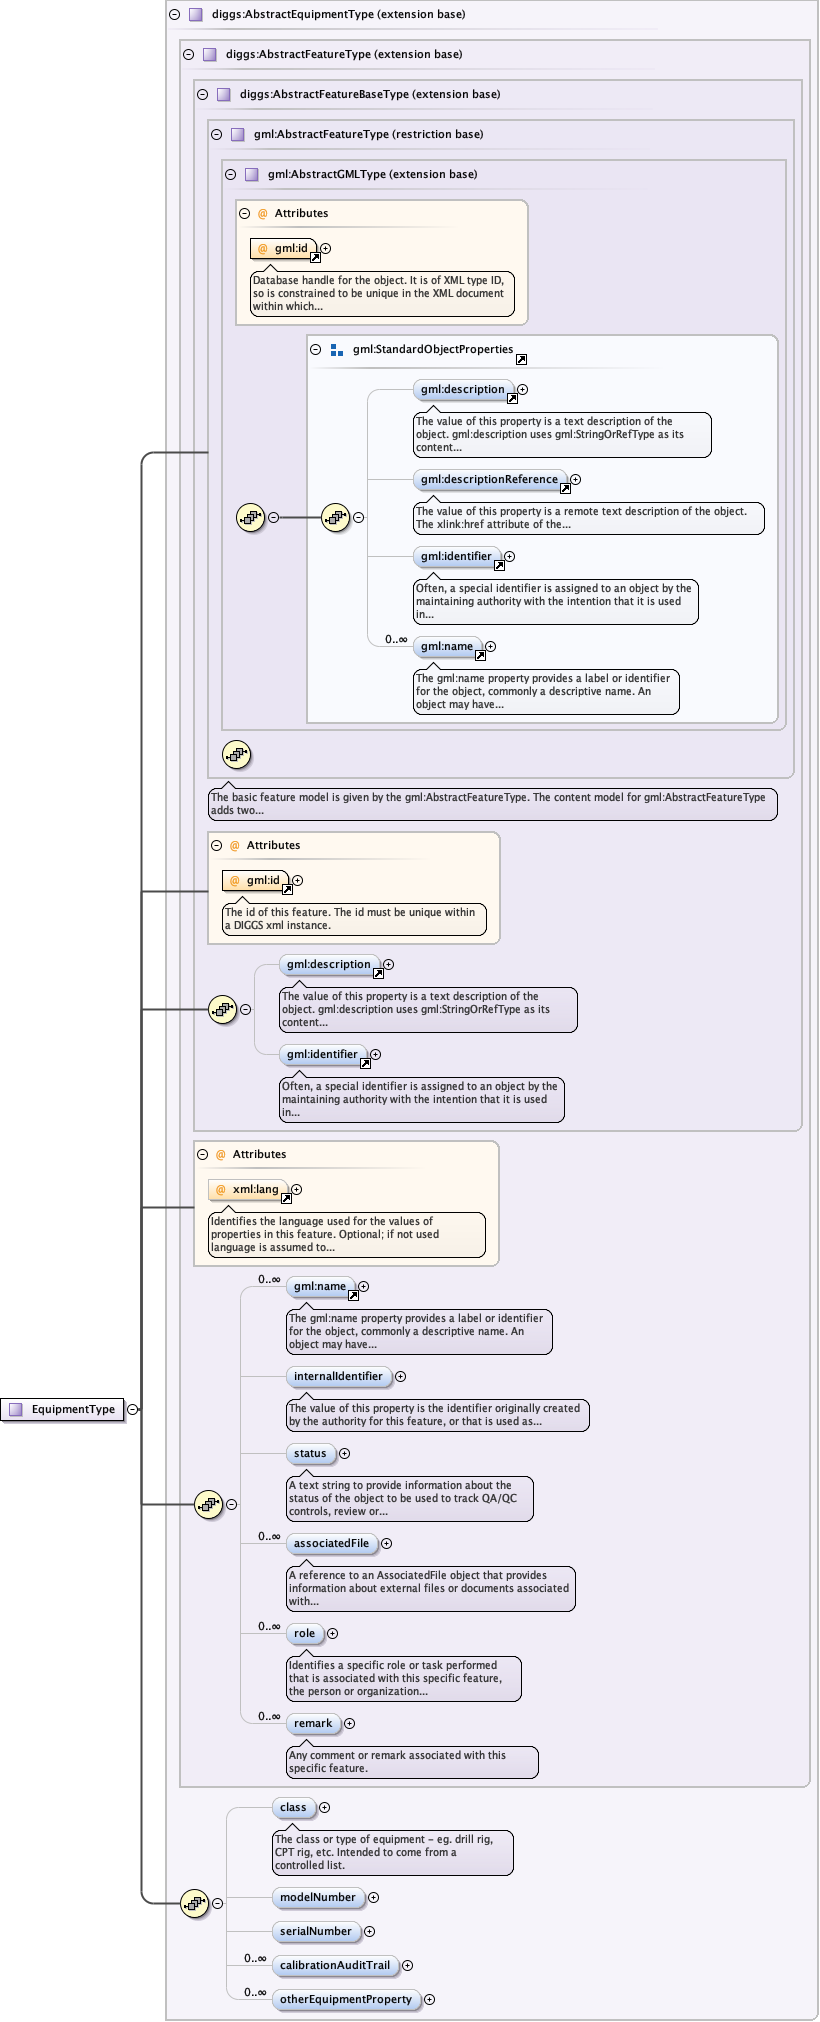 diggs:AbstractEquipmentType (extension base)
diggs:AbstractFeatureType (extension base)
diggs:AbstractFeatureBaseType (extension base)
gml:AbstractFeatureType (restriction base)
gml:AbstractGMLType (extension base)
@ Attributes
@ gml:id
Database handle for the object. It is of XML type ID,
so is constrained to be unique in the XML document
within which...
gml:StandardObjectProperties
gml:description
The value of this property is a text description of the
object. gml:description uses gml:StringOrRefType as its
content...
gml:descriptionReference
The value of this property is a remote text description of the object.
The xlink:href attribute of the...
gml:identifier
Often, a special identifier is assigned to an object by the
maintaining authority with the intention that it is used
in...
0..∞
gml:name
The gml:name property provides a label or identifier
for the object, commonly a descriptive name. An
object may have...
The basic feature model is given by the gml:AbstractFeatureType. The content model for gml:AbstractFeatureType
adds two...
@ Attributes
@ gml:id
The id of this feature. The id must be unique within
a DIGGS xml instance.
gml:description
The value of this property is a text description of the
object. gml:description uses gml:StringOrRefType as its
content...
gml:identifier
Often, a special identifier is assigned to an object by the
maintaining authority with the intention that it is used
in...
@ Attributes
@ xml:lang
Identifies the language used for the values of
properties in this feature. Optional; if not used
language is assumed to...
0..∞
gml:name
The gml:name property provides a label or identifier
for the object, commonly a descriptive name. An
object may have...
internalIdentifier
The value of this property is the identifier originally created
by the authority for this feature, or that is used as...
EquipmentType
status
A text string to provide information about the
status of the object to be used to track QA/QC
controls, review or...
0..∞
associatedFile
A reference to an AssociatedFile object that provides
information about external files or documents associated
with...
0..∞
role
Identifies a specific role or task performed
that is associated with this specific feature,
the person or organization...
0..∞
remark
Any comment or remark associated with this
specific feature.
class
The class or type of equipment - eg. drill rig,
CPT rig, etc. Intended to come from a
controlled list.
modelNumber
serialNumber
0..∞
calibrationAuditTrail
0..∞
otherEquipmentProperty